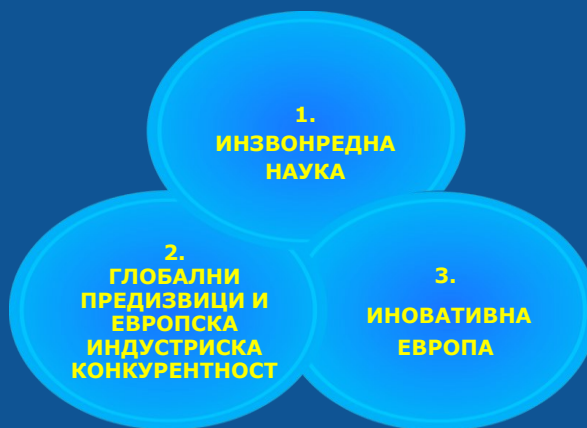 1.
ИНЗВОНРЕДНА
НАУКА
2.
ГЛОБАЛНИ
ПРЕДИЗВИЦИ И
ЕВРОПСКА
ИНДУСТРИСКА
КОНКУРЕНТНОСТ
3.
ИНОВАТИВНА
ЕВРОПА